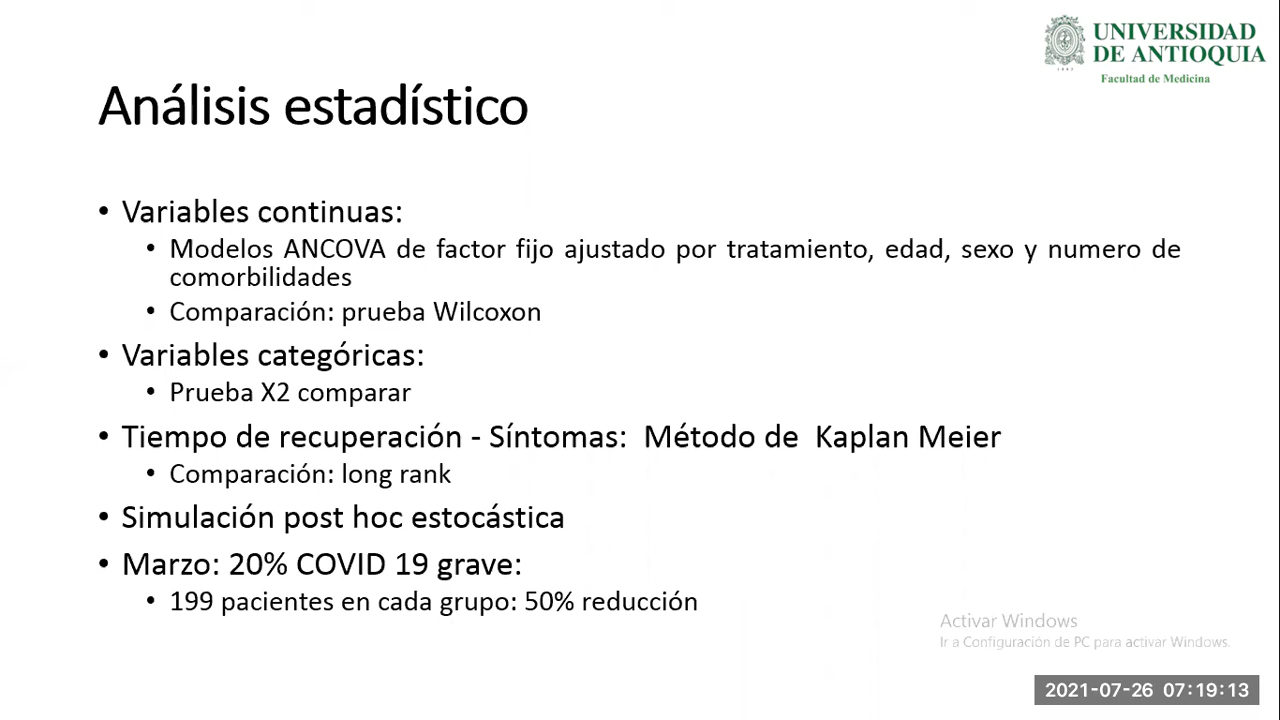 UNIVERSIDAD
DE ANTIOQUIA
1803
Facultad de Medicina
Análisis estadístico
• Variables continuas:
• Modelos ANCOVA de factor fijo ajustado por tratamiento, edad, sexo y numero de
comorbilidades
• Comparación: prueba Wilcoxon
• Variables categóricas:
• Prueba X2 comparar
• Tiempo de recuperación - Síntomas: Método de Kaplan Meier
• Comparación: long rank
• Simulación post hoc estocástica
• Marzo: 20% COVID 19 grave:
• 199 pacientes en cada grupo: 50% reducción
Activar Windows
Ir a Configuración de PC para activar Windows.
2021-07-26 07:19:13